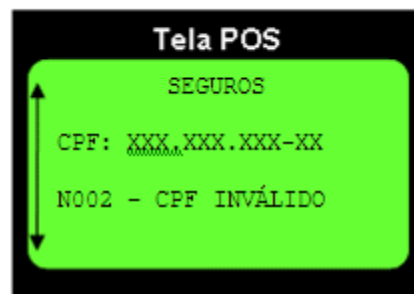 Tela POS
SEGUROS
CPF: XXX.XXX.XXX-XX
N002 - CPF INVÁLIDO